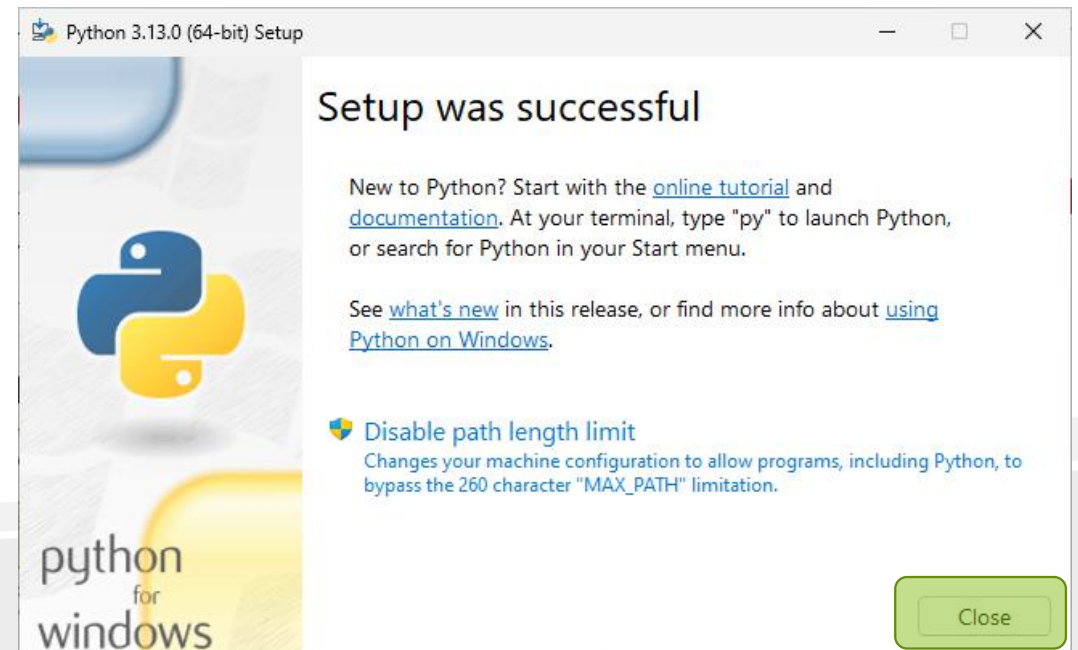 Python 3.13.0 (64-bit) Setup
Setup was successful
New to Python? Start with the online tutorial and
documentation. At your terminal, type "py" to launch Python,
or search for Python in your Start menu.
See what's new in this release, or find more info about using
Python on Windows.
Disable path length limit
Changes your machine configuration to allow programs, including Python, to
bypass the 260 character "MAX_PATH" limitation.
python
for
windows
Close